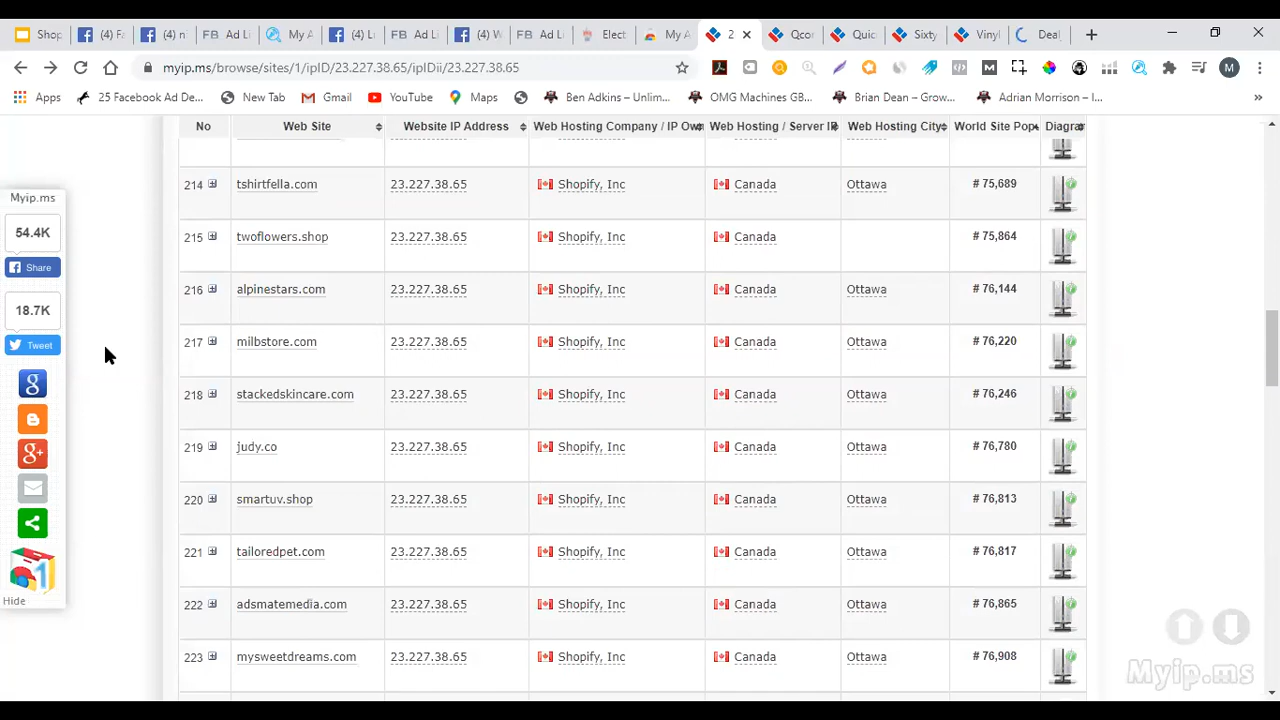 Shop
(4) Fa
(4) n
Ad Li
My A
(4) Li
Ad Li
(4) W
Ad Li
Elect
My A
2
Qcor
Quic
Sixty
Vinyl
Deal
myip.ms/browse/sites/1/ipID/23.227.38.65/ipIDii/23.227.38.65
M
Apps
25 Facebook Ad De...
New Tab
Gmail
YouTube
Maps
Ben Adkins – Unlim...
OMG Machines GB...
Brian Dean – Grow...
Adrian Morrison – I...
»
No Web Site Website IP Address Web Hosting Company / IP Own Web Hosting / Server IP Web Hosting City World Site Pop Diagra
214 tshirtfella.com 23.227.38.65 Shopify, Inc Canada Ottawa # 75,689
215 twoflowers.shop 23.227.38.65 Shopify, Inc Canada # 75,864
216 alpinestars.com 23.227.38.65 Shopify, Inc Canada Ottawa # 76,144
217 milbstore.com 23.227.38.65 Shopify, Inc Canada Ottawa # 76,220
218 stackedskincare.com 23.227.38.65 Shopify, Inc Canada Ottawa # 76,246
219 judy.co 23.227.38.65 Shopify, Inc Canada Ottawa # 76,780
220 smartuv.shop 23.227.38.65 Shopify, Inc Canada Ottawa # 76,813
221 tailoredpet.com 23.227.38.65 Shopify, Inc Canada Ottawa # 76,817
222 adsmatemedia.com 23.227.38.65 Shopify, Inc Canada Ottawa # 76,865
223 mysweetdreams.com 23.227.38.65 Shopify, Inc Canada Ottawa # 76,908
Myip.ms
54.4K
Share
18.7K
Tweet
Hide
Myip.ms